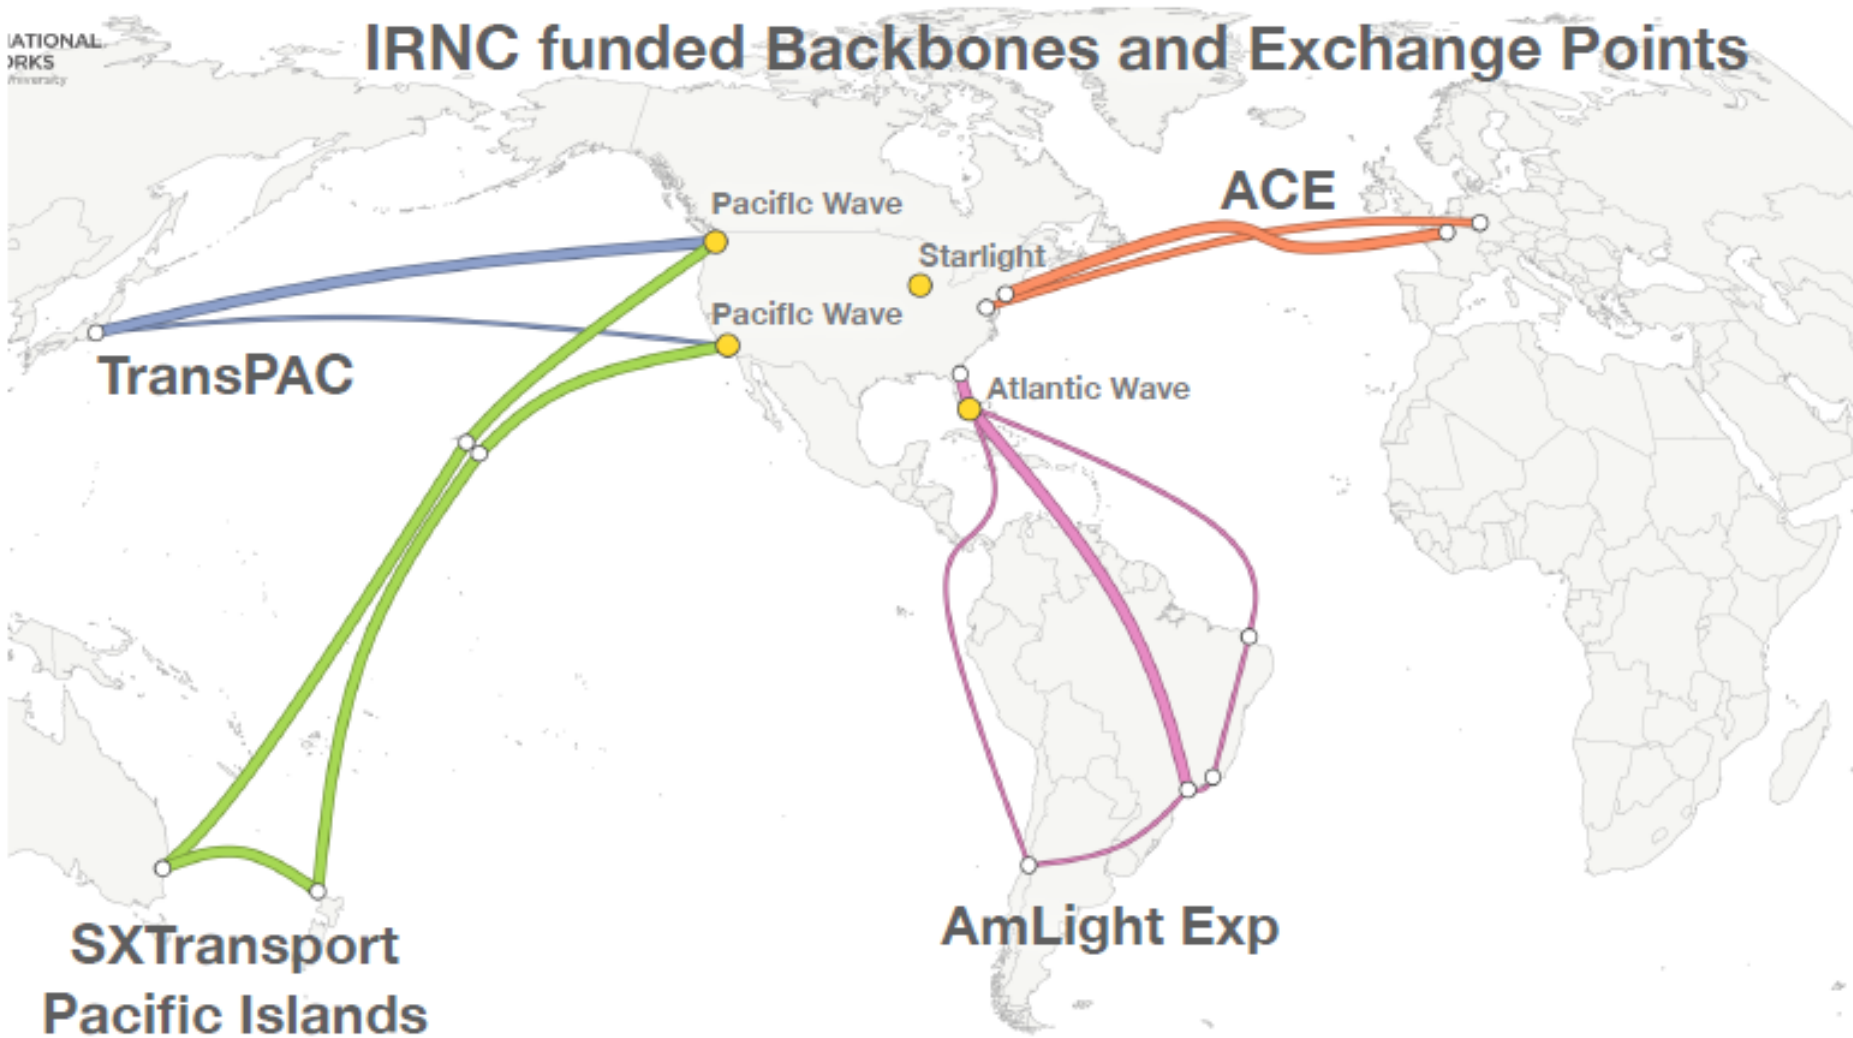 IRNC funded Backbones and Exchange Points
ATIONAL
ORKS
University
ACE
Pacific Wave
Starlight
Pacific Wave
TransPAC
Atlantic Wave
AmLight Exp
SXTransport
Pacific Islands